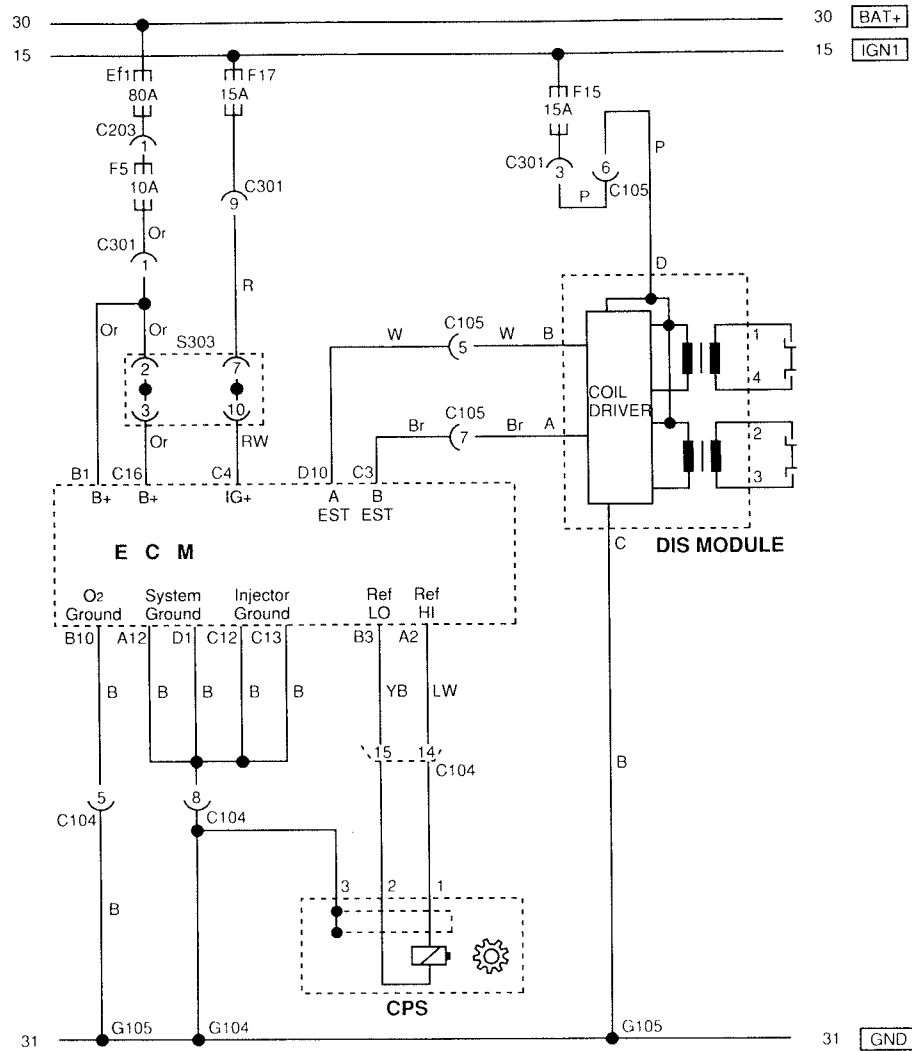 30 30 BAT+
15 15 IGN1
Ef1 F17
80A 15A F15
15A
C203
1
F5
10A
C301 3 6 C105 P
P
C301
9
Or
C301
1
R
D
Or Or
S303
2 7
3 10
Or RW
W C105 W B
5
C105
Br 7 Br A
COIL
DRIVER
1
4
2
3
B1 C16 C4 D10 C3
B+ B+ IG+ A B
EST EST
C
DIS MODULE
E C M
O2 System Injector Ref Ref
Ground Ground Ground LO HI
B10 A12 D1 C12 C13 B3 A2
B B B B B YB LW
15 14
C104
B
5 8
C104 C104
3 2 1
B
CPS
G105 G104 G105
31 31 GND